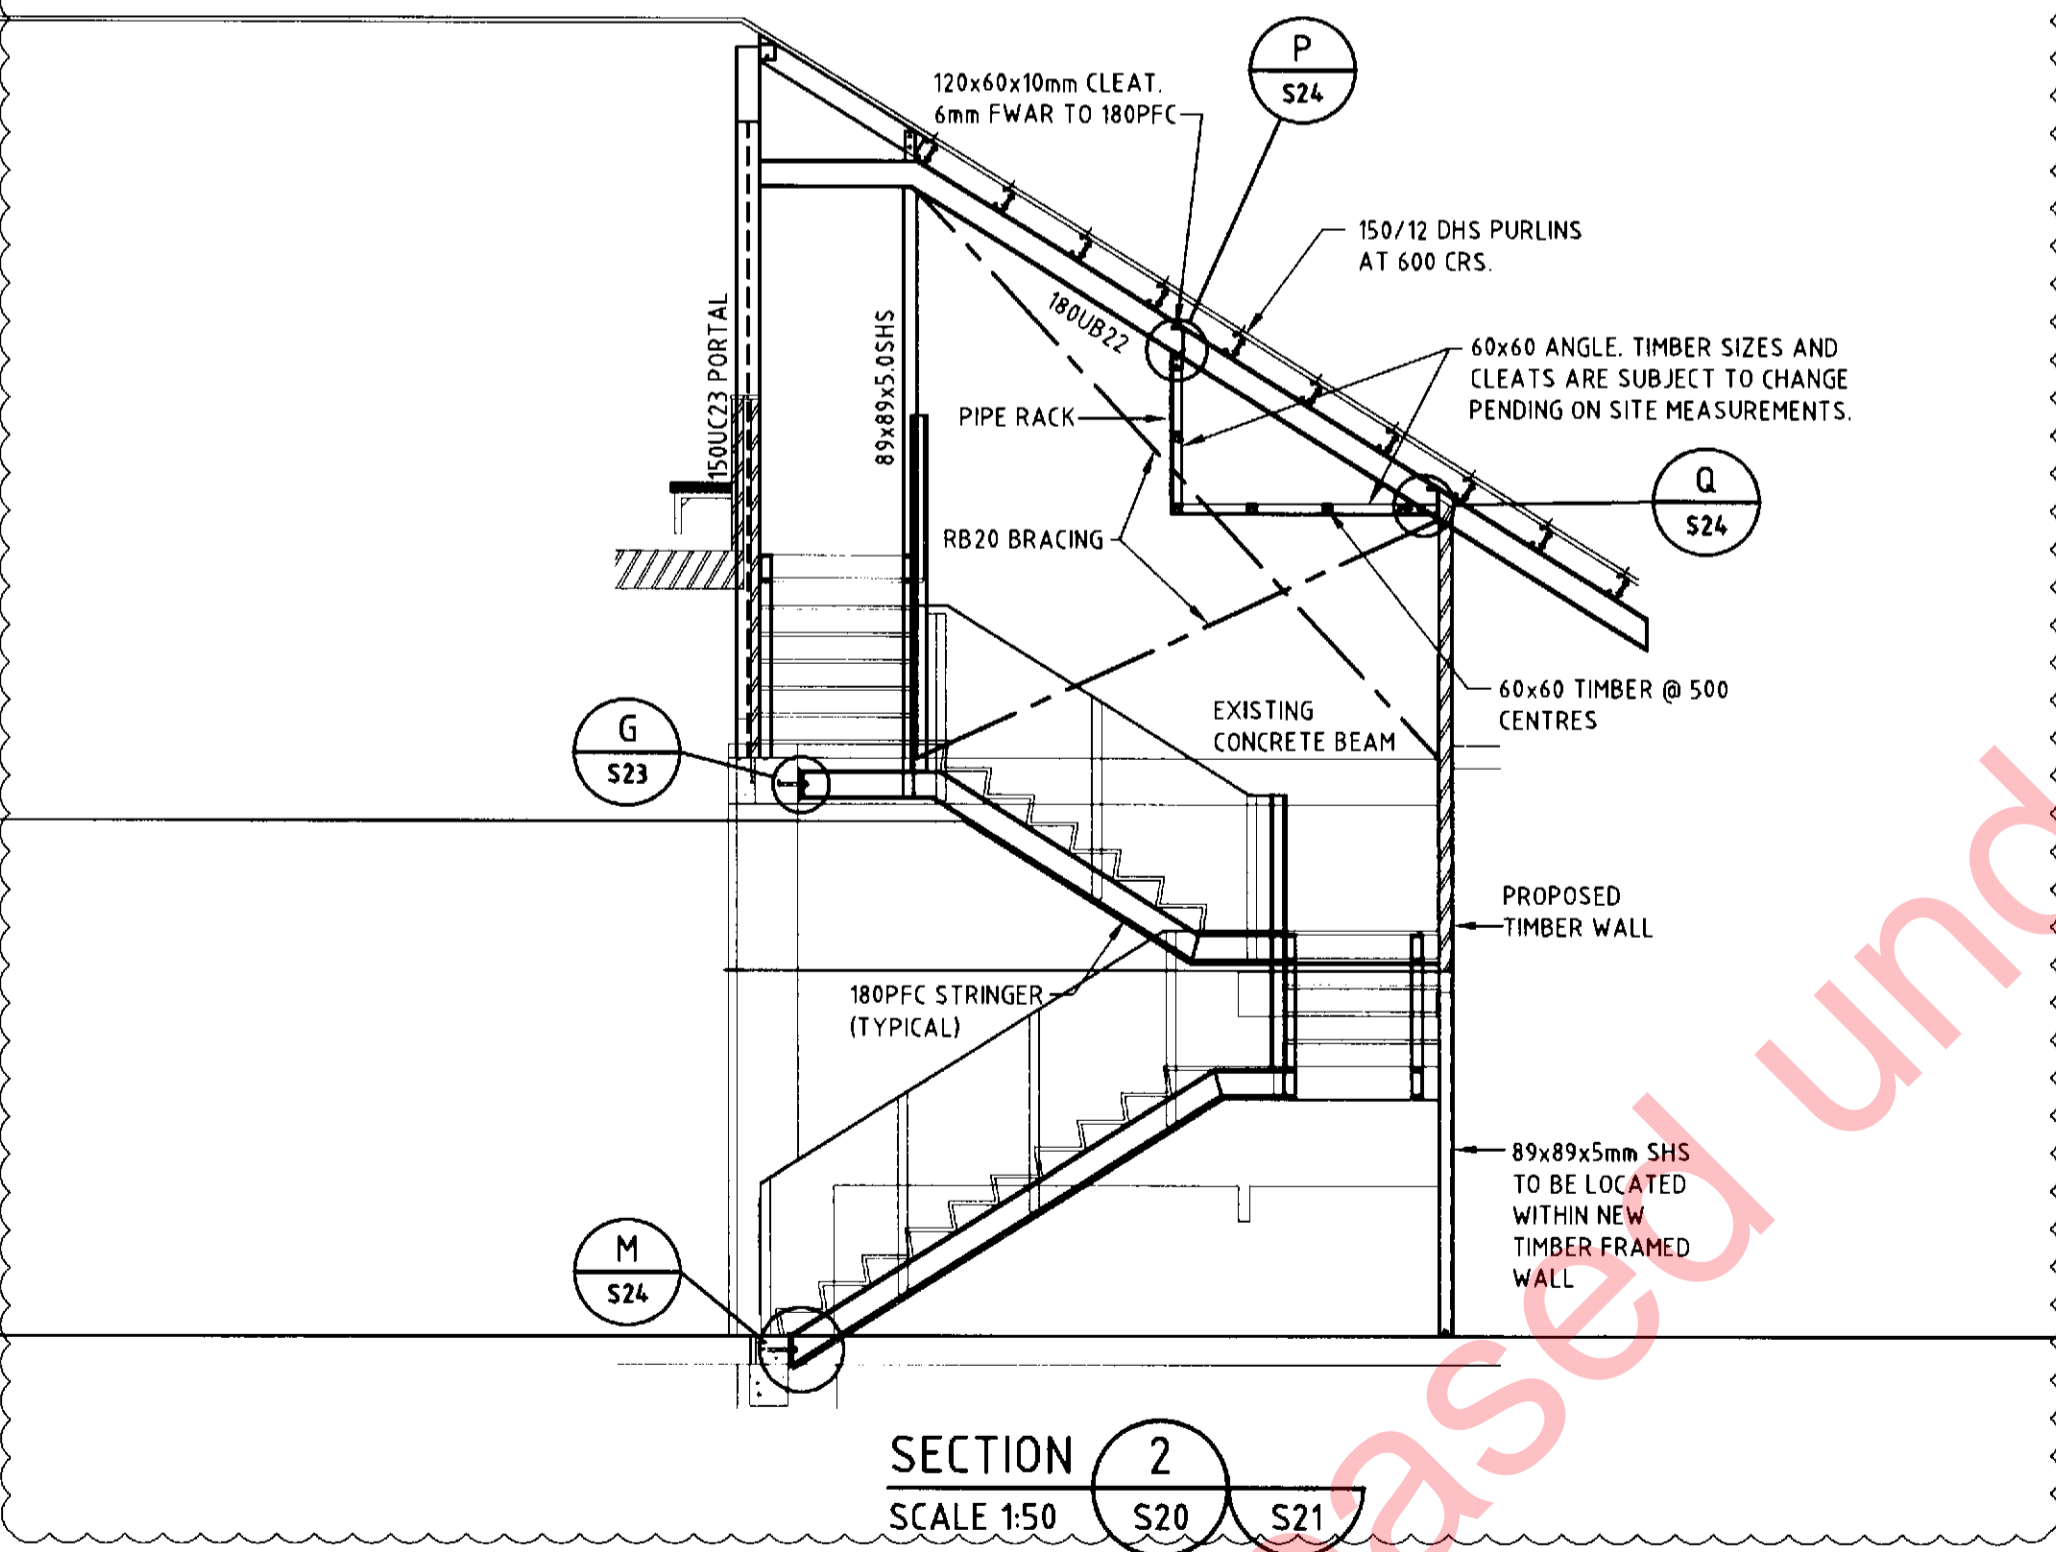 P
S24
120x60x10mm CLEAT.
6mm FWAR TO 180PFC
150/12 DHS PURLINS
AT 600 CRS.
180UB22
150UC23 PORTAL
89x89x5.0SHS
60x60 ANGLE. TIMBER SIZES AND
CLEATS ARE SUBJECT TO CHANGE
PENDING ON SITE MEASUREMENTS.
PIPE RACK
Q
S24
RB20 BRACING
60x60 TIMBER @ 500
CENTRES
EXISTING
CONCRETE BEAM
G
S23
PROPOSED
TIMBER WALL
180PFC STRINGER
(TYPICAL)
89x89x5mm SHS
TO BE LOCATED
WITHIN NEW
TIMBER FRAMED
WALL
M
S24
SECTION 2
SCALE 1:50 S20 S21
ased und